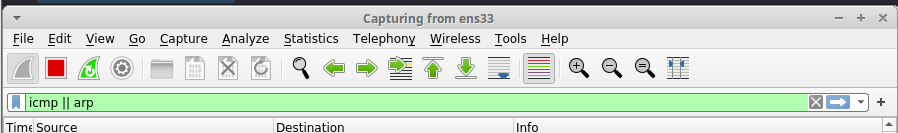 Capturing from ens33
File Edit View Go Capture Analyze Statistics Telephony Wireless Tools Help
icmp || arp
Time Source Destination Info